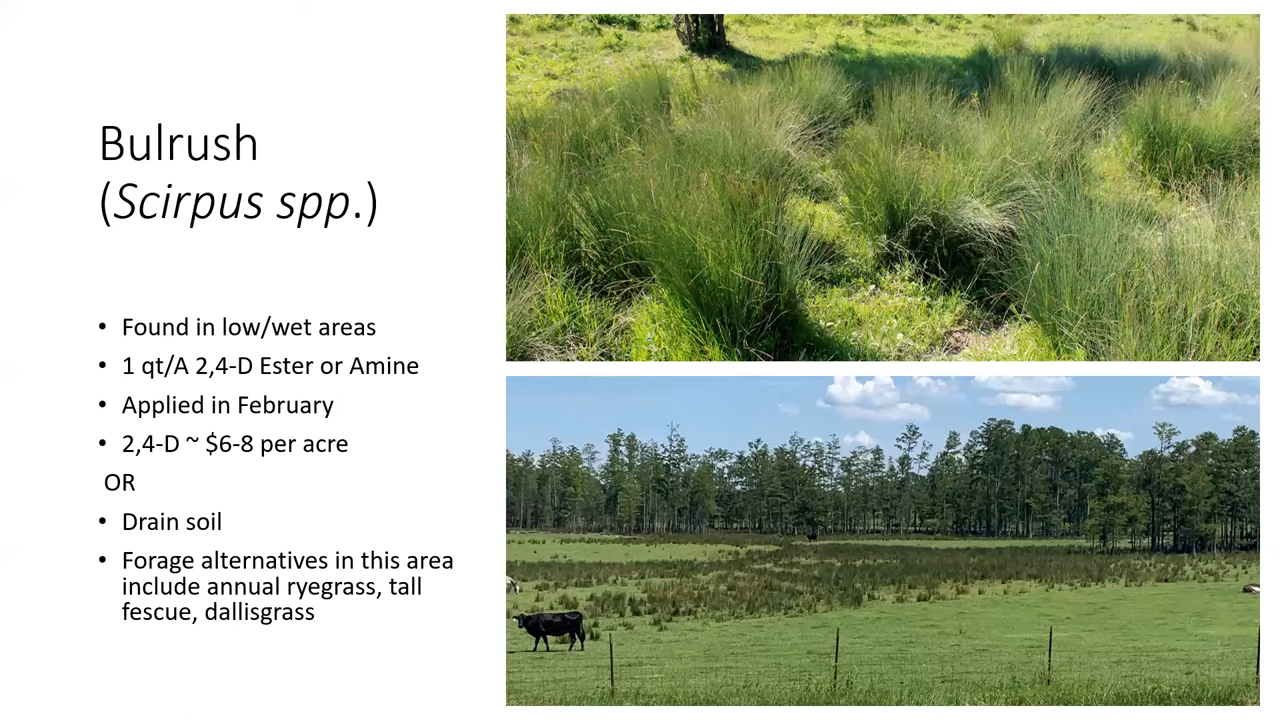 Bulrush
(Scirpus spp.)
• Found in low/wet areas
• 1 qt/A 2,4-D Ester or Amine
• Applied in February
• 2,4-D ~ $6-8 per acre
OR
• Drain soil
• Forage alternatives in this area
include annual ryegrass, tall
fescue, dallisgrass